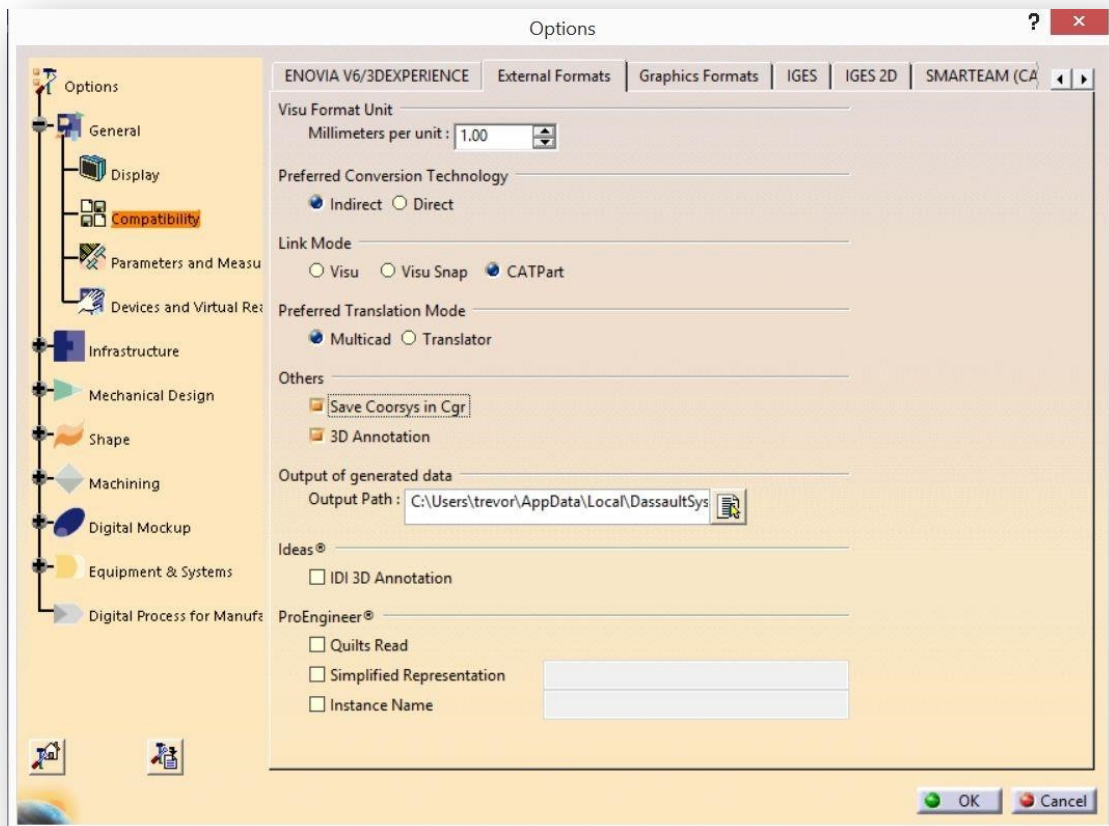 Options
?
×
Options
General
Display
Compatibility
Parameters and Measu
Devices and Virtual Rea
Infrastructure
Mechanical Design
Shape
Machining
Digital Mockup
Equipment & Systems
Digital Process for Manufa
ENOVIA V6/3DEXPERIENCE
External Formats
Graphics Formats
IGES
IGES 2D
SMARTEAM (CA
Visu Format Unit
Millimeters per unit : 1.00
Preferred Conversion Technology
Indirect Direct
Link Mode
Visu Visu Snap CATPart
Preferred Translation Mode
Multicad Translator
Others
Save Coorsys in Cgr
3D Annotation
Output of generated data
Output Path : C:\Users\trevor\AppData\Local\DassaultSys
Ideas®
IDI 3D Annotation
ProEngineer®
Quilts Read
Simplified Representation
Instance Name
OK
Cancel